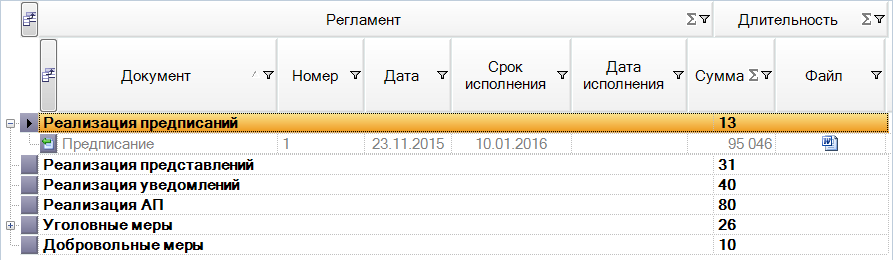 Регламент Σ Длительность Σ
Документ Номер Дата Срок исполнения Дата исполнения Сумма Σ Файл
Реализация предписаний 13
Предписание 1 23.11.2015 10.01.2016 95 046
Реализация представлений 31
Реализация уведомлений 40
Реализация АП 80
Уголовные меры 26
Добровольные меры 10